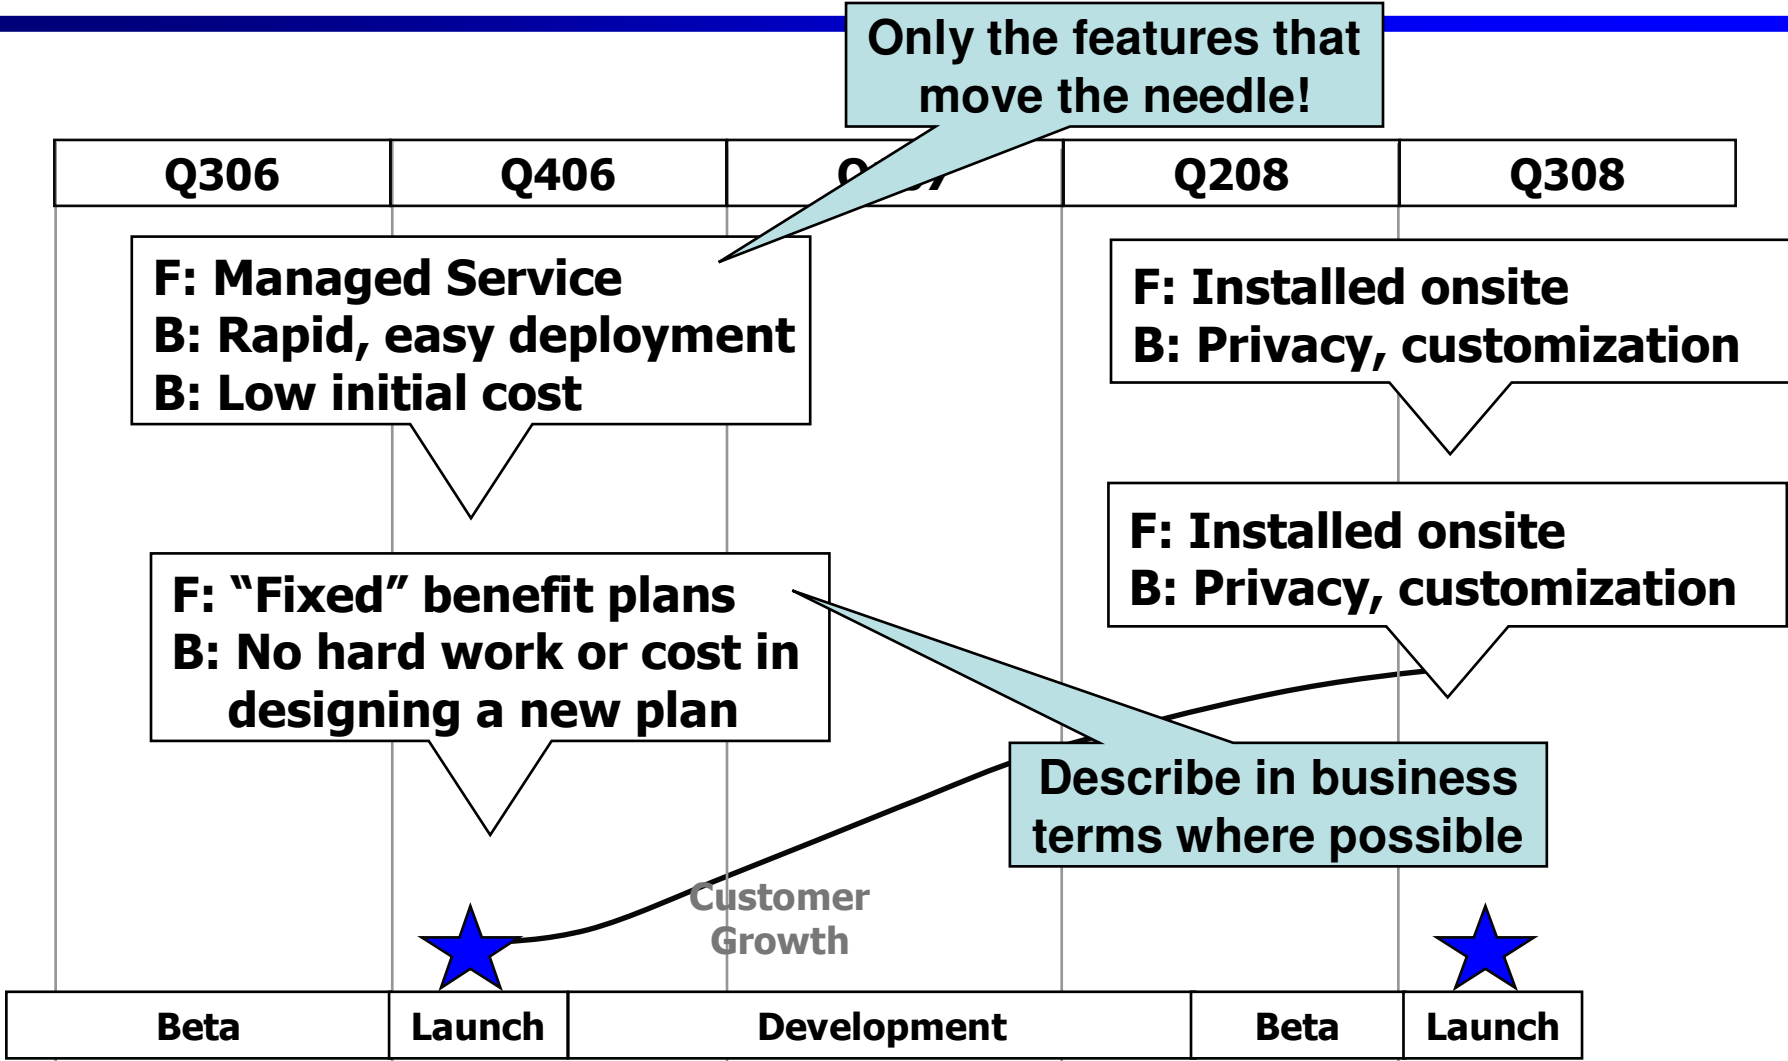 Only the features that
move the needle!
Q306
Q406
Q208
Q308
F: Managed Service
B: Rapid, easy deployment
B: Low initial cost
F: Installed onsite
B: Privacy, customization
F: “Fixed” benefit plans
B: No hard work or cost in
designing a new plan
F: Installed onsite
B: Privacy, customization
Describe in business
terms where possible
Customer
Growth
Beta
Launch
Development
Beta
Launch